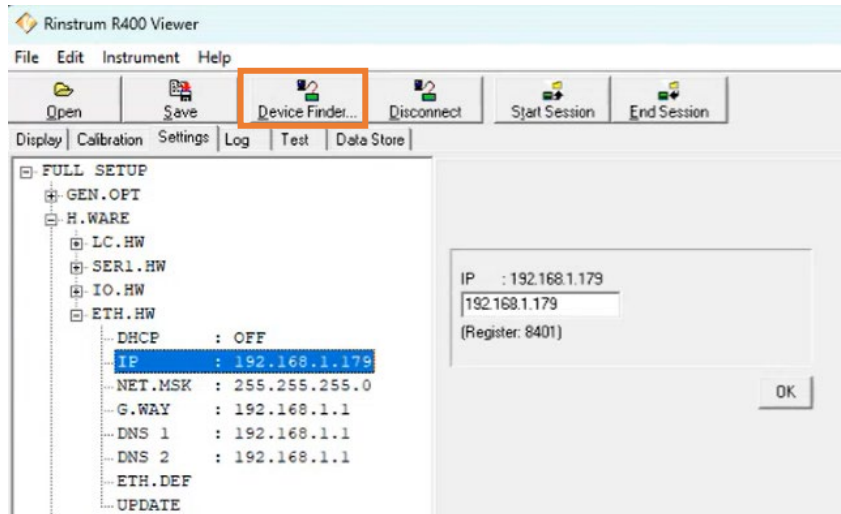 Rinstrum R400 Viewer
File Edit Instrument Help
Open Save Device Finder... Disconnect Start Session End Session
Display Calibration Settings Log Test Data Store
FULL SETUP
GEN.OPT
H.WARE
LC.HW
SER1.HW
IO.HW
ETH.HW
DHCP : OFF
IP : 192.168.1.179
NET.MSK : 255.255.255.0
G.WAY : 192.168.1.1
DNS 1 : 192.168.1.1
DNS 2 : 192.168.1.1
ETH.DEF
UPDATE
IP : 192.168.1.179
192.168.1.179
(Register: 8401)
OK